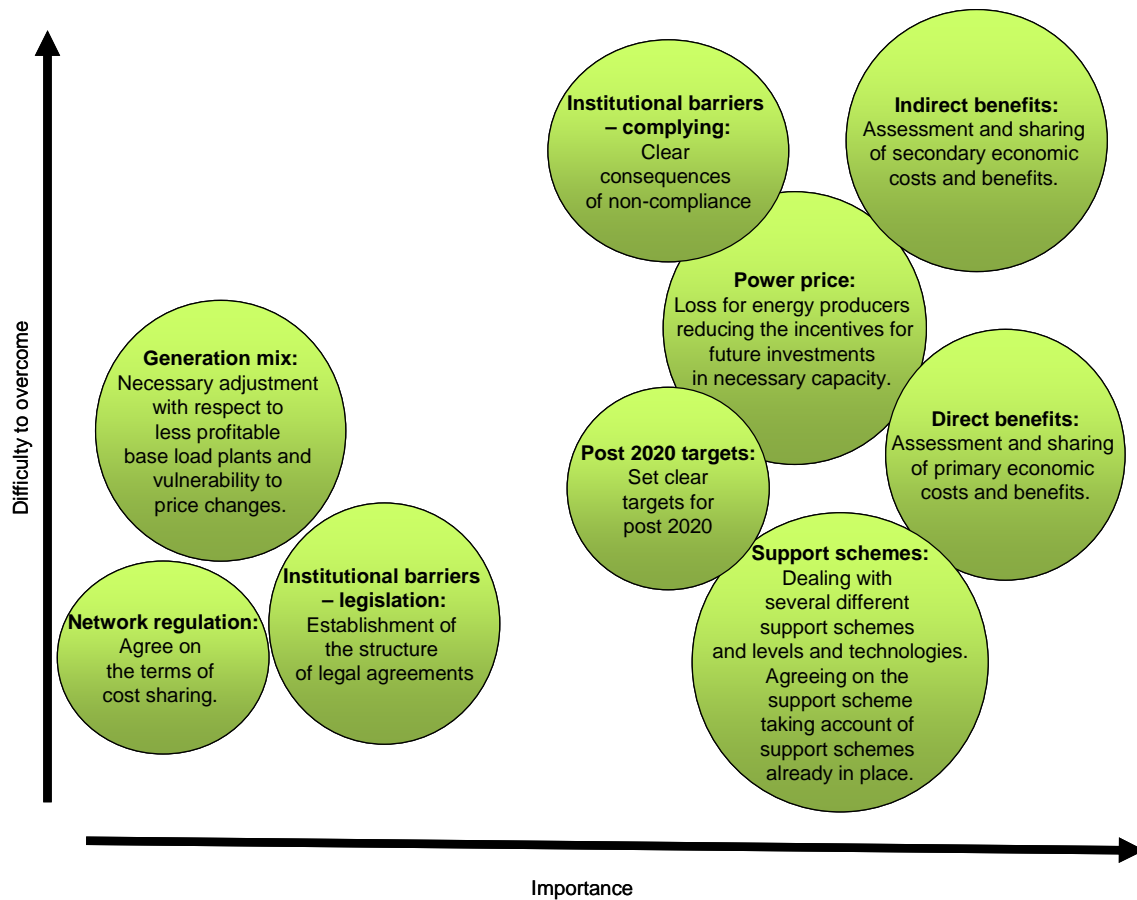 Difficulty to overcome
Institutional barriers
– complying:
Clear
consequences
of non-compliance
Indirect benefits:
Assessment and sharing
of secondary economic
costs and benefits.
Power price:
Loss for energy producers
reducing the incentives for
future investments
in necessary capacity.
Generation mix:
Necessary adjustment
with respect to
less profitable
base load plants and
vulnerability to
price changes.
Post 2020 targets:
Set clear
targets for
post 2020
Direct benefits:
Assessment and sharing
of primary economic
costs and benefits.
Network regulation:
Agree on
the terms of
cost sharing.
Institutional barriers
– legislation:
Establishment of
the structure
of legal agreements
Support schemes:
Dealing with
several different
support schemes
and levels and technologies.
Agreeing on the
support scheme
taking account of
support schemes
already in place.
Importance